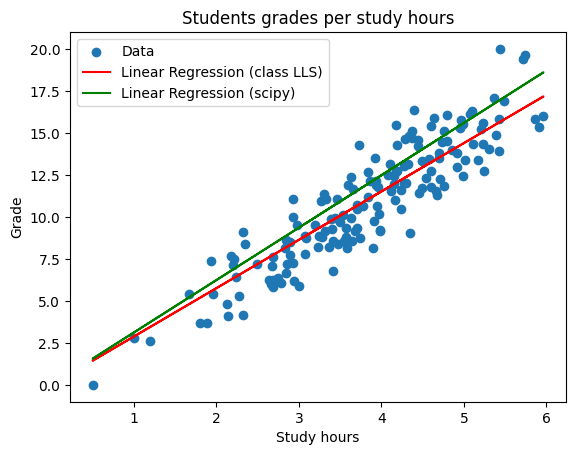 Students grades per study hours
Data
Linear Regression (class LLS)
Linear Regression (scipy)
Grade
20.0
17.5
15.0
12.5
10.0
7.5
5.0
2.5
0.0
1 2 3 4 5 6
Study hours